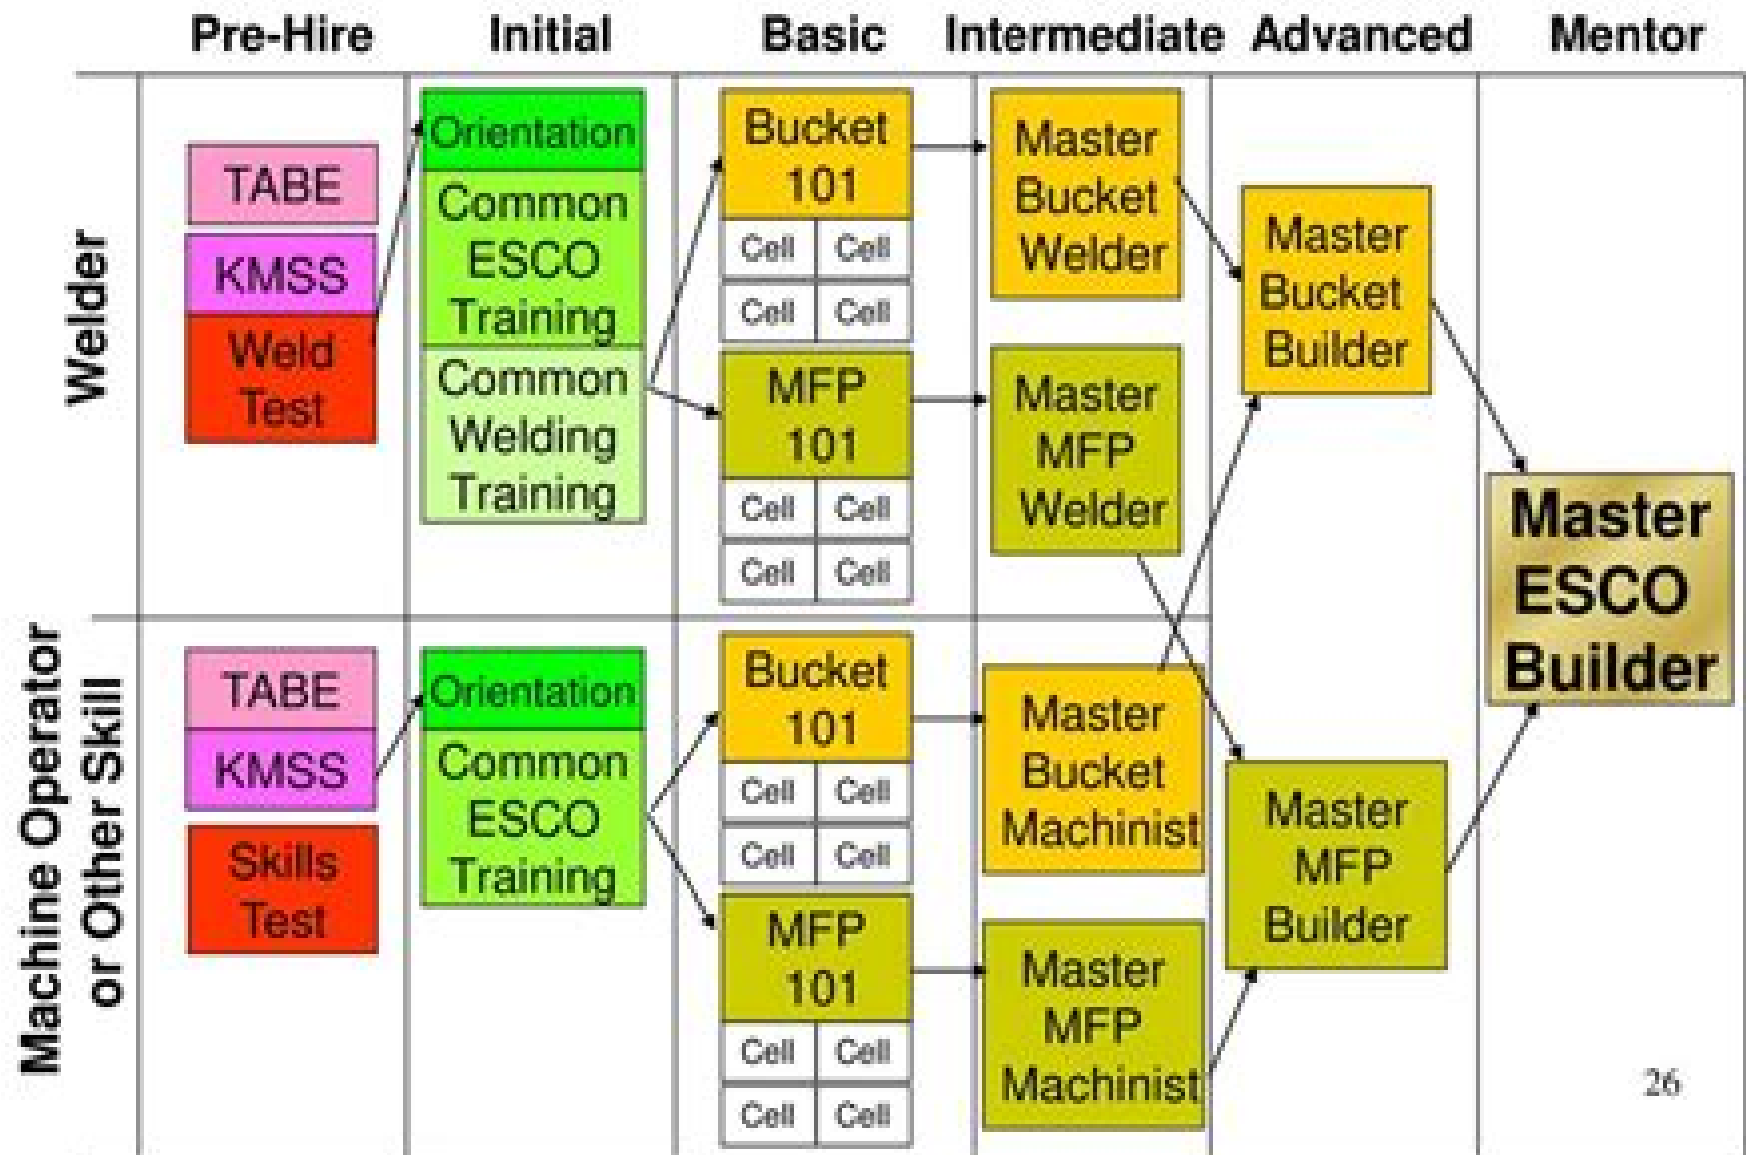 Pre-Hire Initial Basic Intermediate Advanced Mentor
Welder
TABE
KMSS
Weld
Test
Orientation
Common
ESCO
Training
Common
Welding
Training
Bucket
101
Cell Cell
Cell Cell
MFP
101
Cell Cell
Cell Cell
Master
Bucket
Welder
Master
MFP
Welder
Master
Bucket
Builder
Master
ESCO
Builder
Machine Operator
or Other Skill
TABE
KMSS
Skills
Test
Orientation
Common
ESCO
Training
Bucket
101
Cell Cell
Cell Cell
MFP
101
Cell Cell
Cell Cell
Master
Bucket
Machinist
Master
MFP
Machinist
Master
MFP
Builder
26